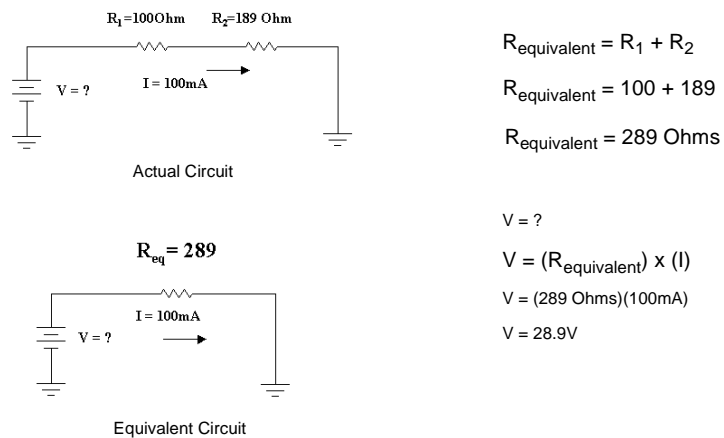 R1=100Ohm R2=189 Ohm
V = ?
I = 100mA
Actual Circuit
Req= 289
I = 100mA
V = ?
Equivalent Circuit
Requivalent = R1 + R2
Requivalent = 100 + 189
Requivalent = 289 Ohms
V = ?
V = (Requivalent) x (I)
V = (289 Ohms)(100mA)
V = 28.9V